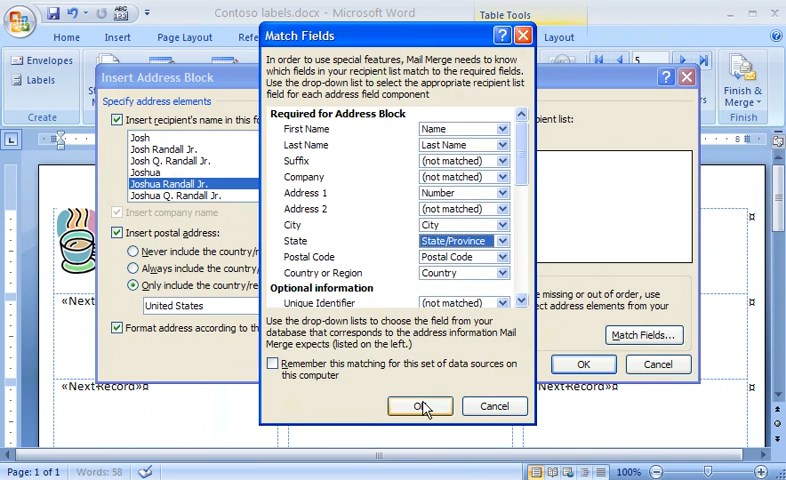 Contoso labels.docx - Microsoft Word
Table Tools
Home
Insert
Page Layout
Layout
Envelopes
Labels
Create
5
Finish &
Merge
Finish
Insert Address Block
Specify address elements
Insert recipient's name in this fo
Josh
Josh Randall Jr.
Josh Q. Randall Jr.
Joshua
Joshua Randall Jr.
Joshua Q. Randall Jr.
Insert company name
Insert postal address:
Never include the country/r
Always include the country/
Only include the country/re
United States
Format address according to th
ipient list:
e missing or out of order, use
ct address elements from your
Match Fields...
OK
Cancel
Match Fields
In order to use special features, Mail Merge needs to know
which fields in your recipient list match to the required fields.
Use the drop-down list to select the appropriate recipient list
field for each address field component
Required for Address Block
First Name Name
Last Name Last Name
Suffix (not matched)
Company (not matched)
Address 1 Number
Address 2 (not matched)
City City
State State/Province
Postal Code Postal Code
Country or Region Country
Optional information
Unique Identifier (not matched)
Use the drop-down lists to choose the field from your
database that corresponds to the address information Mail
Merge expects (listed on the left.)
Remember this matching for this set of data sources on
this computer
OK
Cancel
«Next
«Next Record»¤
Next Record»¤
Page: 1 of 1
Words: 58
100%